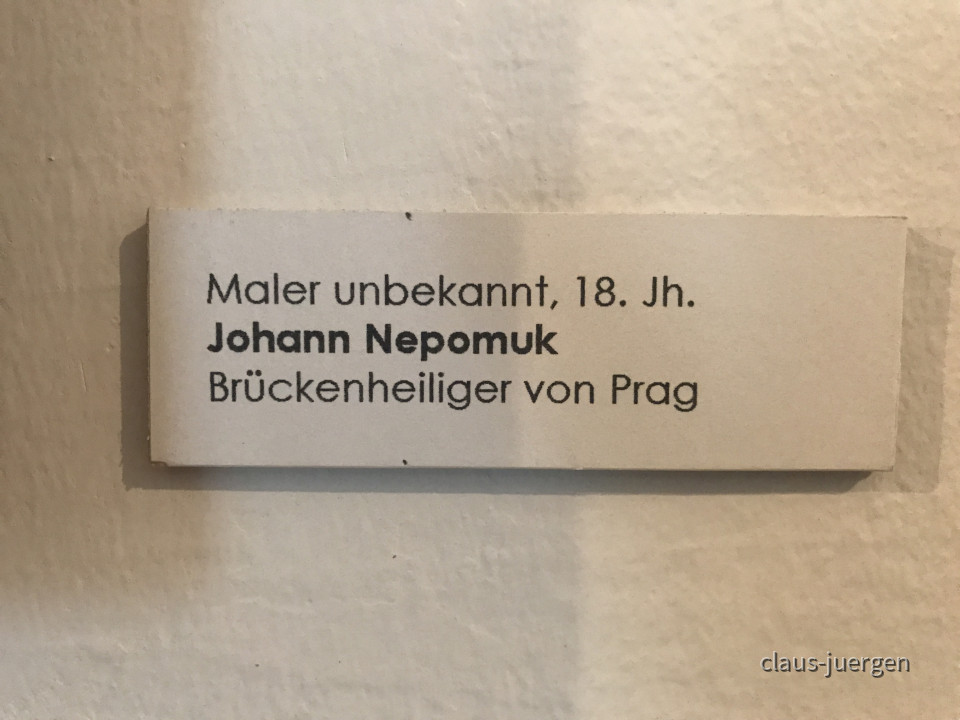 Maler unbekannt, 18. Jh.
Johann Nepomuk
Brückenheiliger von Prag
claus-juergen